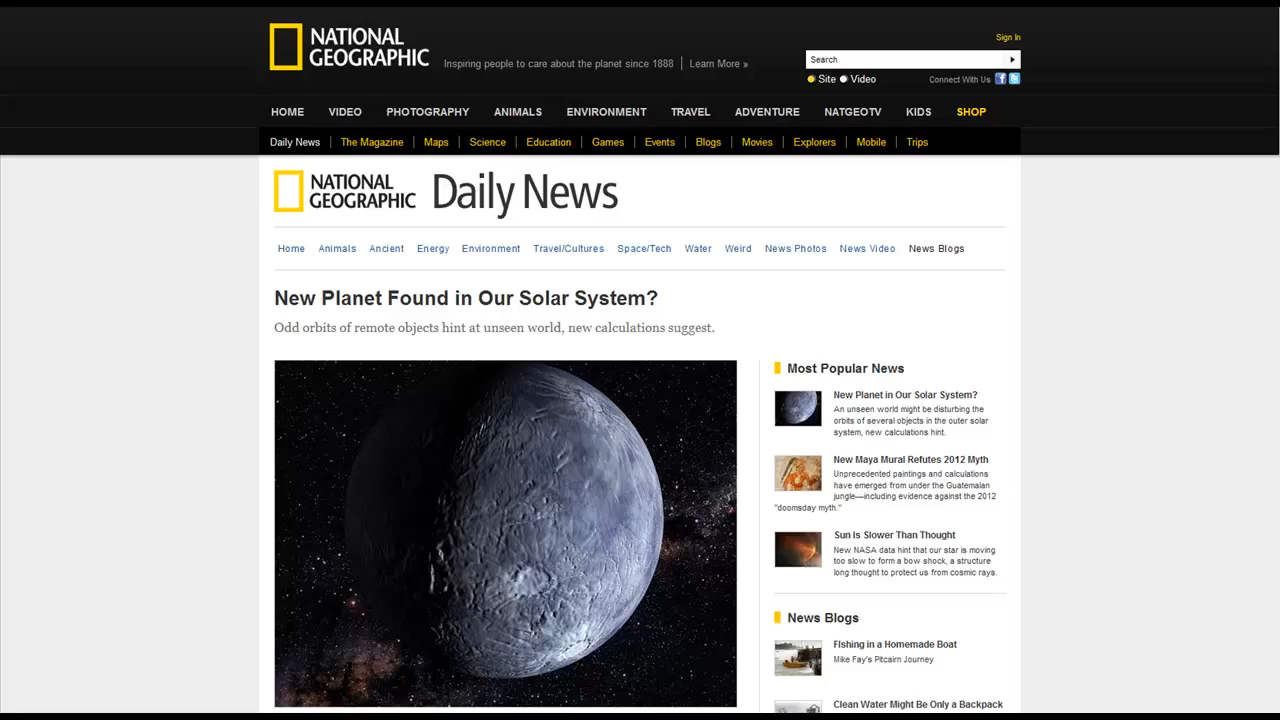 NATIONAL
GEOGRAPHIC
Inspiring people to care about the planet since 1888 | Learn More »
Sign In
Search
Site Video
Connect With Us
HOME VIDEO PHOTOGRAPHY ANIMALS ENVIRONMENT TRAVEL ADVENTURE NATGEOTV KIDS SHOP
Daily News | The Magazine | Maps | Science | Education | Games | Events | Blogs | Movies | Explorers | Mobile | Trips
NATIONAL
GEOGRAPHIC
Daily News
Home Animals Ancient Energy Environment Travel/Cultures Space/Tech Water Weird News Photos News Video News Blogs
New Planet Found in Our Solar System?
Odd orbits of remote objects hint at unseen world, new calculations suggest.
Most Popular News
New Planet in Our Solar System?
An unseen world might be disturbing the
orbits of several objects in the outer solar
system, new calculations hint.
New Maya Mural Refutes 2012 Myth
Unprecedented paintings and calculations
have emerged from under the Guatemalan
jungle—including evidence against the 2012
"doomsday myth."
Sun Is Slower Than Thought
New NASA data hint that our star is moving
too slow to form a bow shock, a structure
long thought to protect us from cosmic rays.
News Blogs
Fishing in a Homemade Boat
Mike Fay's Pitcairn Journey
Clean Water Might Be Only a Backpack